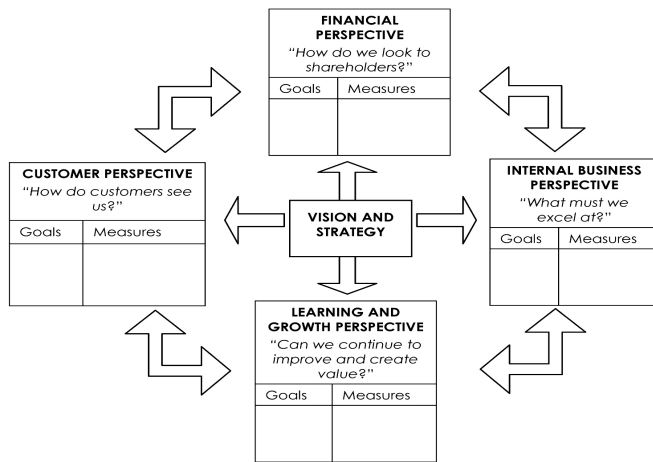 FINANCIAL
PERSPECTIVE
“How do we look to
shareholders?”
Goals Measures
CUSTOMER PERSPECTIVE
“How do customers see
us?”
Goals Measures
VISION AND
STRATEGY
INTERNAL BUSINESS
PERSPECTIVE
“What must we
excel at?”
Goals Measures
LEARNING AND
GROWTH PERSPECTIVE
“Can we continue to
improve and create
value?”
Goals Measures